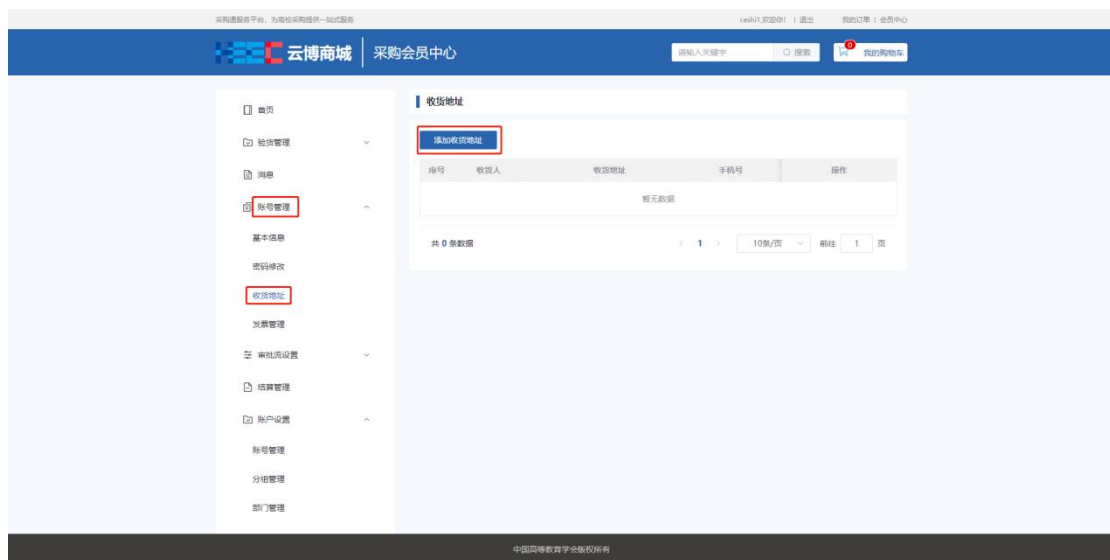 采购通服务平台，为高校采购提供一站式服务
ceshi1,欢迎你！ | 退出 我的订单 | 会员中心
云博商城 采购会员中心
请输入关键字 搜索 0 我的购物车
首页
验货管理
消息
账号管理
基本信息
密码修改
收货地址
发票管理
审批流设置
结算管理
账户设置
账号管理
分组管理
部门管理
收货地址
添加收货地址
序号 收货人 收货地址 手机号 操作
暂无数据
共 0 条数据 1 10条/页 前往 1 页
中国高等教育学会版权所有